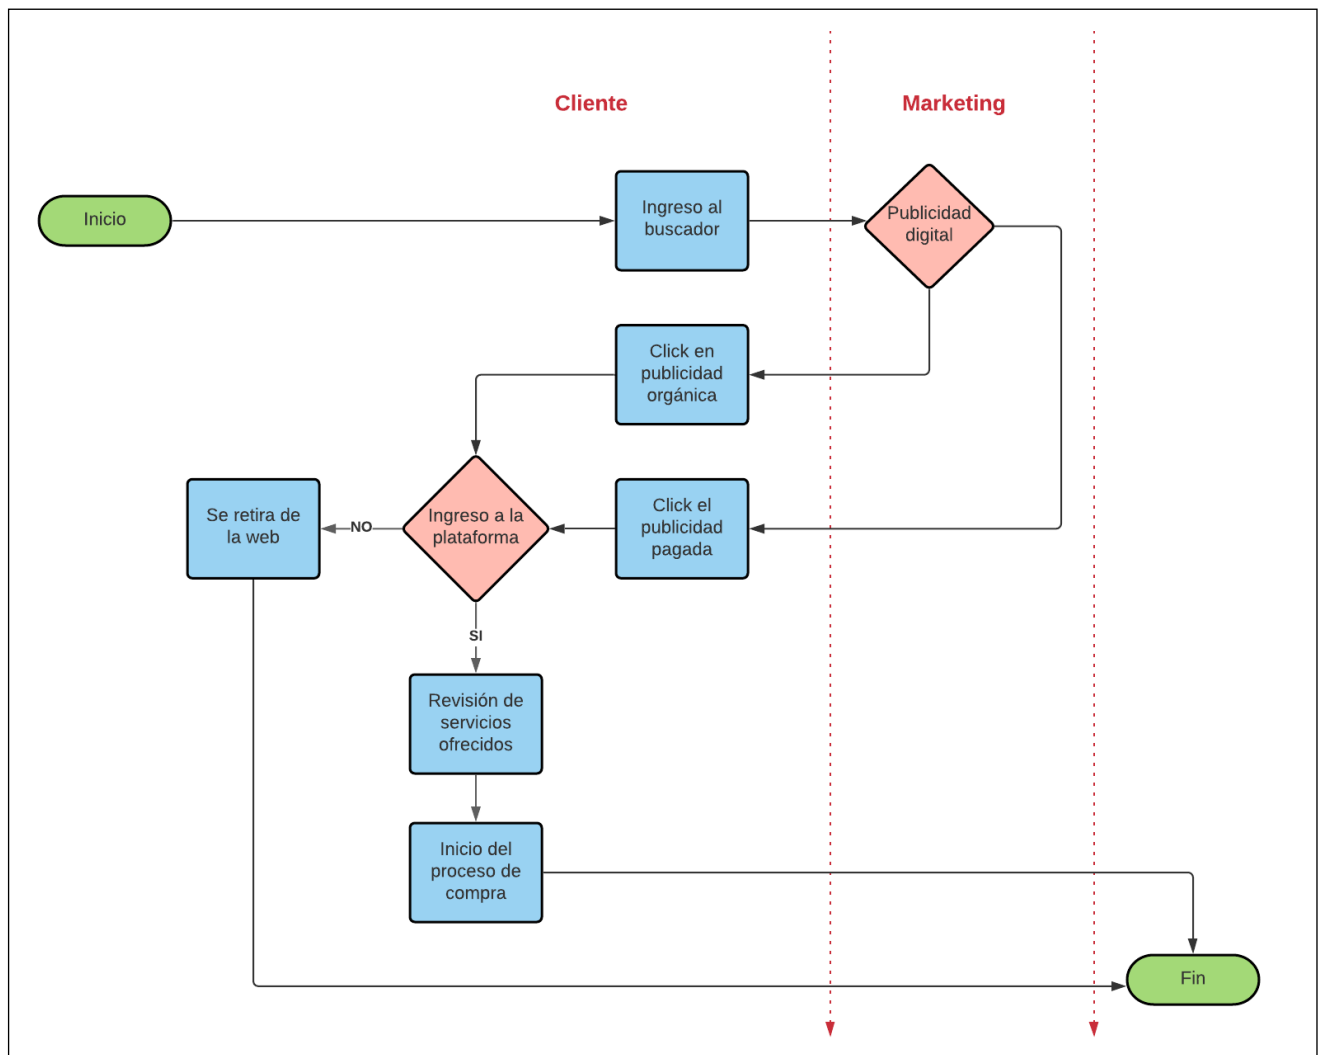 Cliente
Marketing
Inicio
Ingreso al
buscador
Publicidad
digital
Click en
publicidad
orgánica
Se retira de
la web
NO
Ingreso a la
plataforma
Click el
publicidad
pagada
SI
Revisión de
servicios
ofrecidos
Inicio del
proceso de
compra
Fin